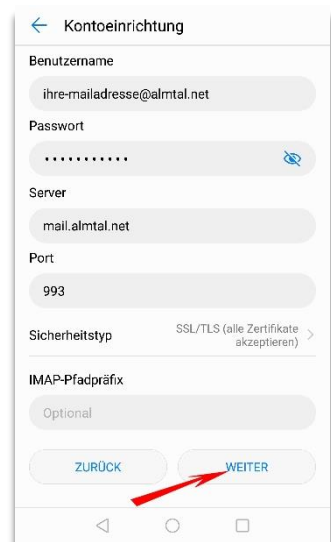 Kontoeinrichtung
Benutzername
ihre-mailadresse@almtal.net
Passwort
•••••••••••
Server
mail.almtal.net
Port
993
Sicherheitstyp
SSL/TLS (alle Zertifikate
akzeptieren)
IMAP-Pfadpräfix
Optional
ZURÜCK
WEITER